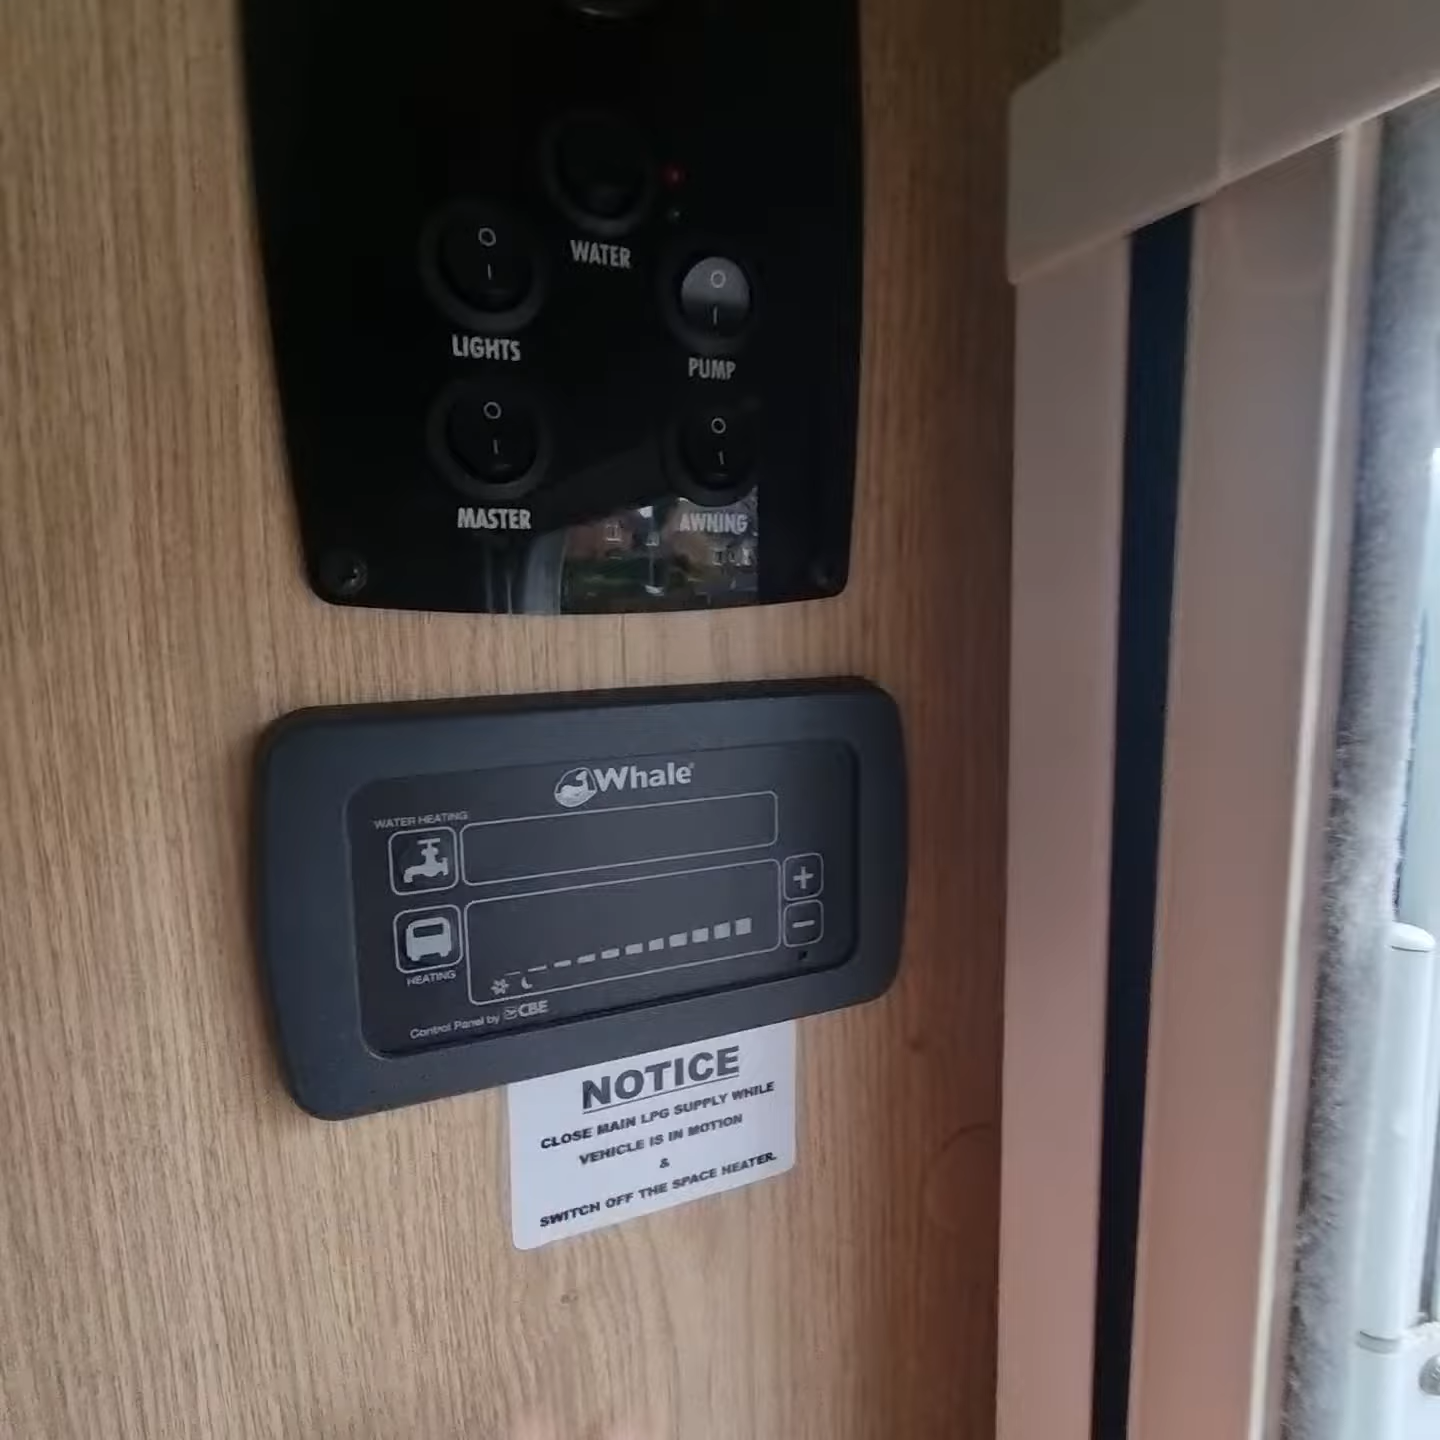 WATER
O
I
LIGHTS
O
I
PUMP
O
I
MASTER
O
I
AWNING
Whale
WATER HEATING
+
-
HEATING
Control Panel by CBE
NOTICE
CLOSE MAIN LPG SUPPLY WHILE
VEHICLE IS IN MOTION
&
SWITCH OFF THE SPACE HEATER.